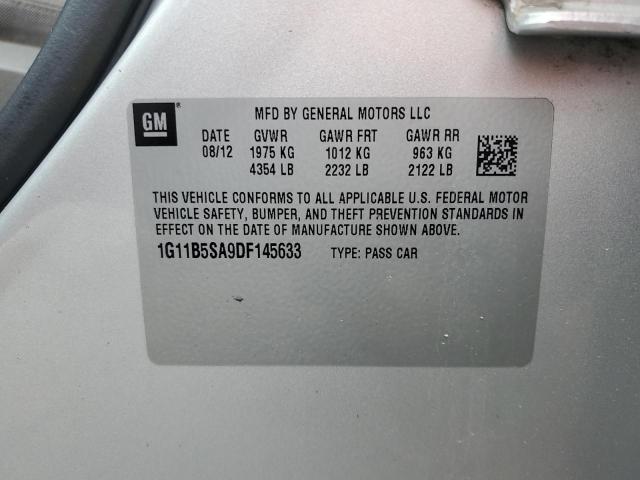 GM ®
MFD BY GENERAL MOTORS LLC
DATE GVWR GAWR FRT GAWR RR
08/12 1975 KG 1012 KG 963 KG
4354 LB 2232 LB 2122 LB
THIS VEHICLE CONFORMS TO ALL APPLICABLE U.S. FEDERAL MOTOR
VEHICLE SAFETY, BUMPER, AND THEFT PREVENTION STANDARDS IN
EFFECT ON THE DATE OF MANUFACTURE SHOWN ABOVE.
1G11B5SA9DF145633 TYPE: PASS CAR